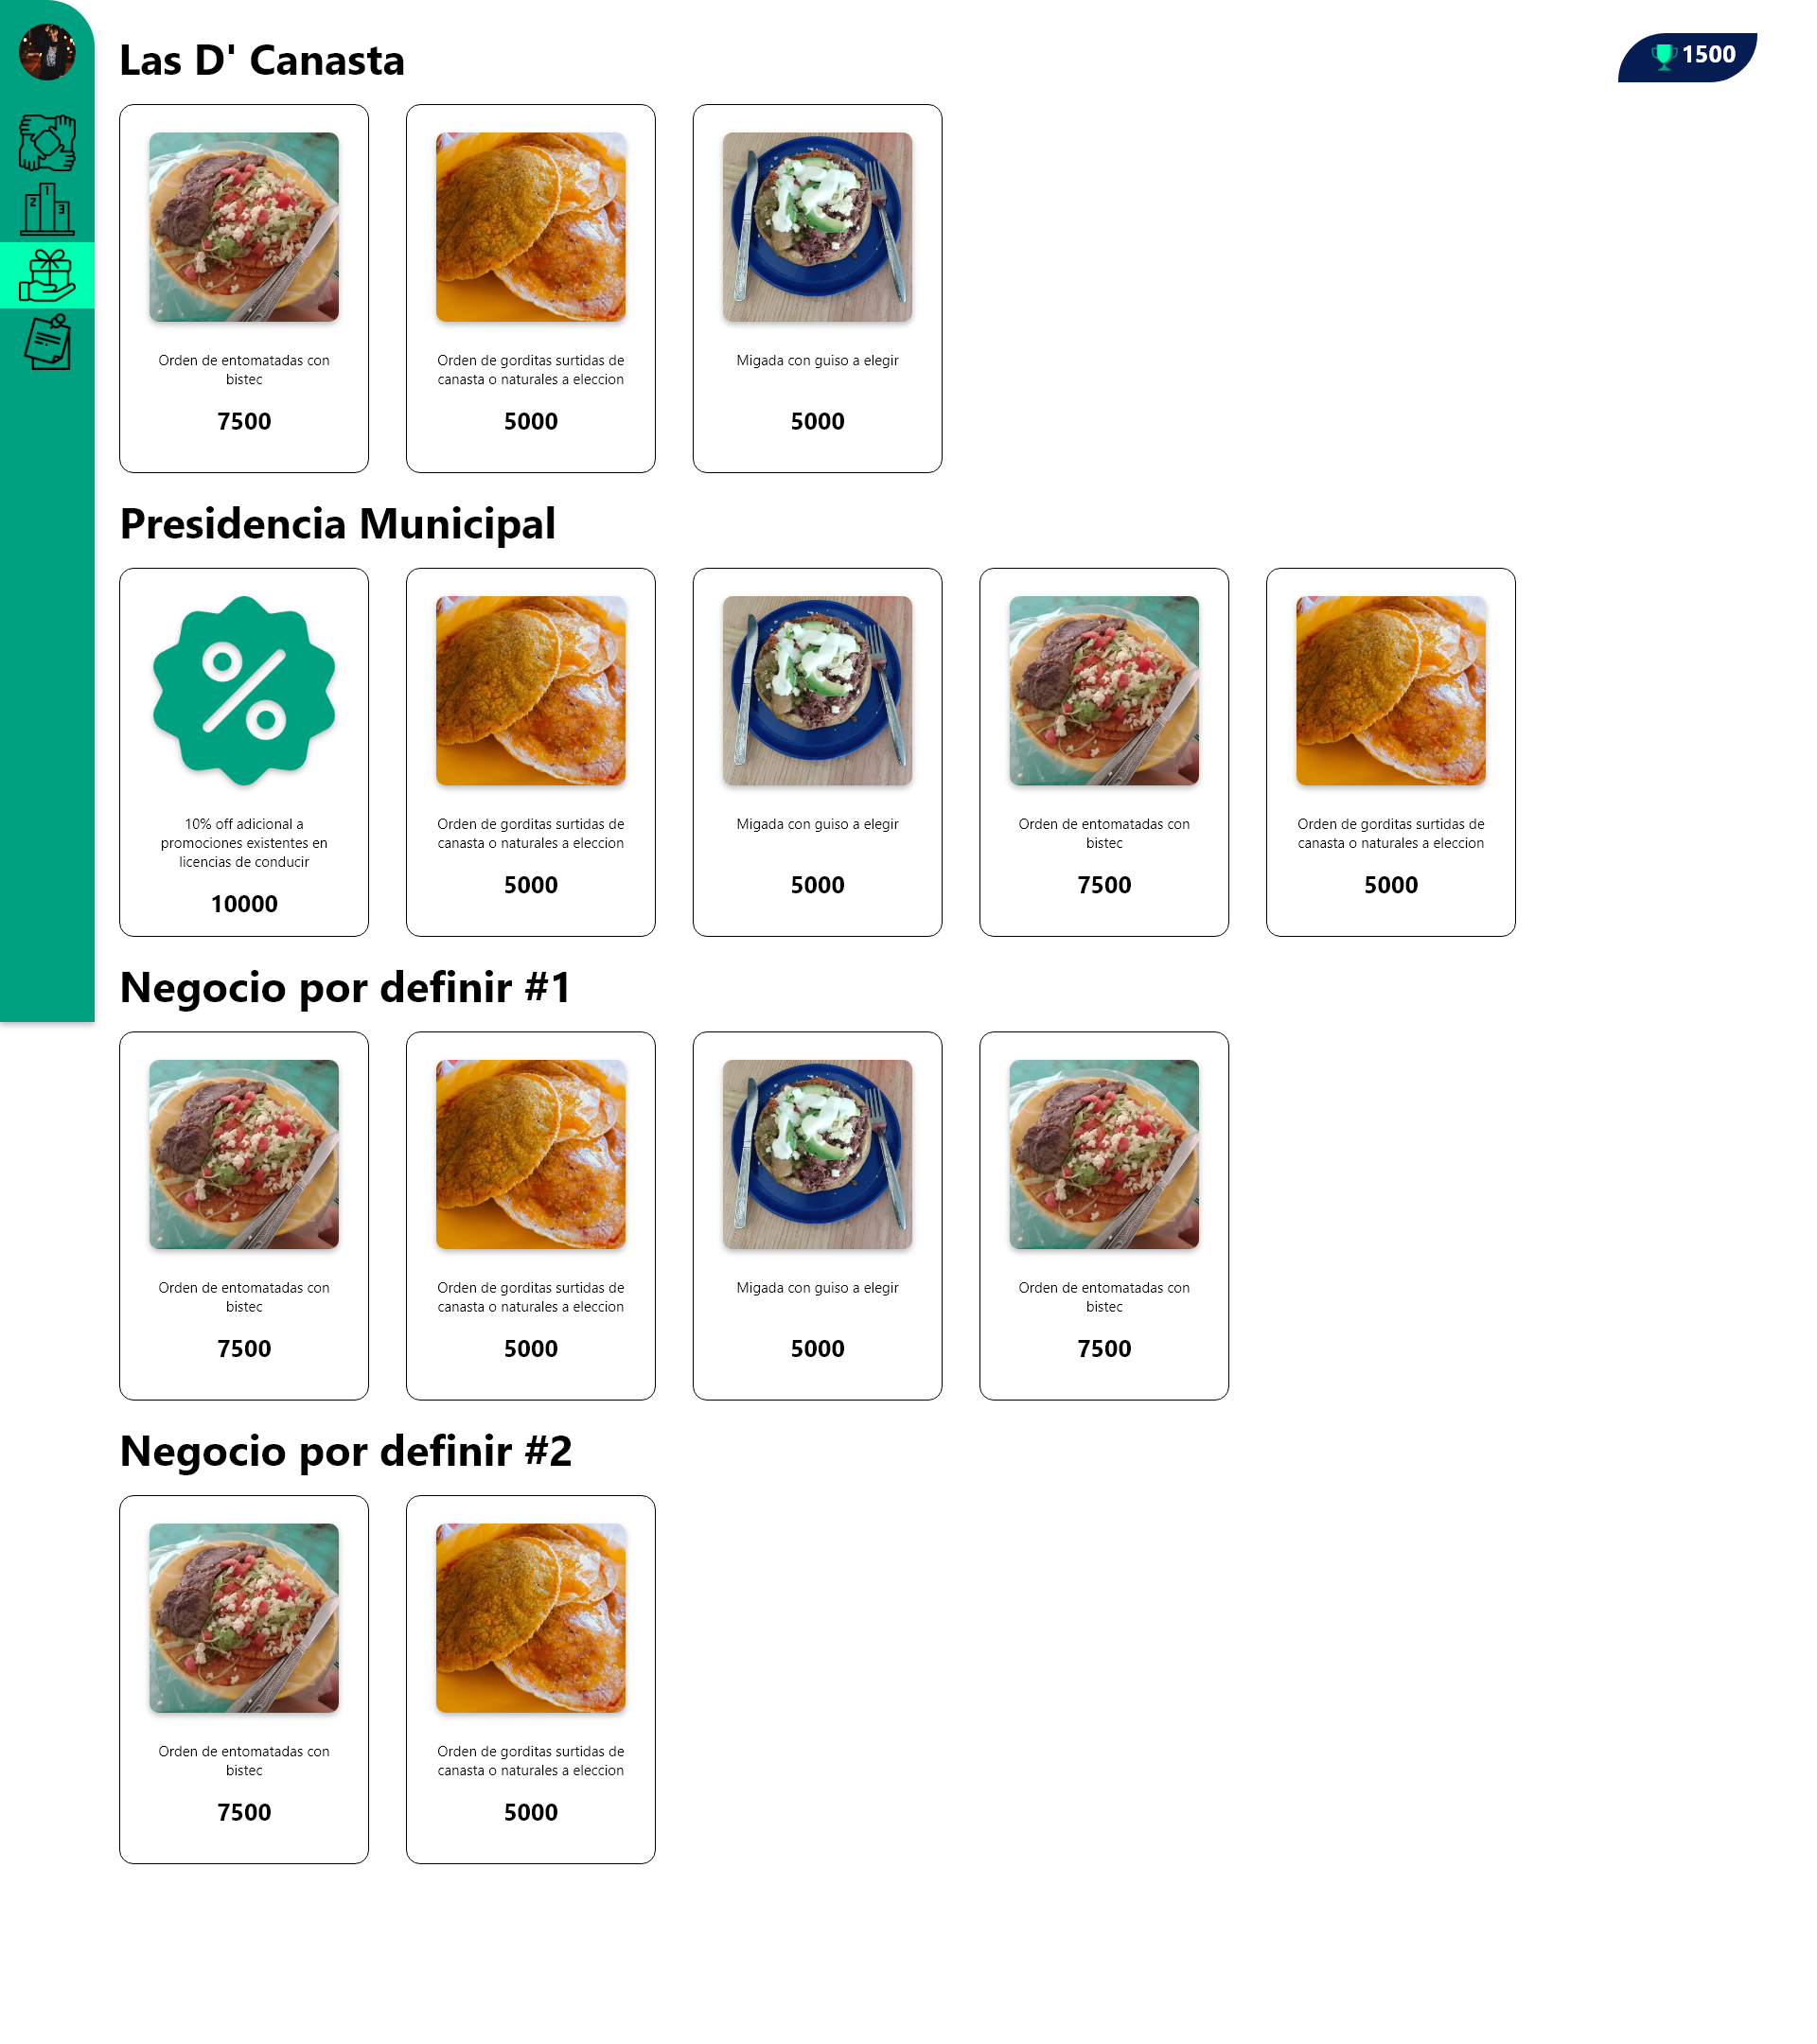 Las D' Canasta
1500
1
2
3
Orden de entomatadas con
bistec
7500
Orden de gorditas surtidas de
canasta o naturales a eleccion
5000
Migada con guiso a elegir
5000
Presidencia Municipal
10% off adicional a
promociones existentes en
licencias de conducir
10000
Orden de gorditas surtidas de
canasta o naturales a eleccion
5000
Migada con guiso a elegir
5000
Orden de entomatadas con
bistec
7500
Orden de gorditas surtidas de
canasta o naturales a eleccion
5000
Negocio por definir #1
Orden de entomatadas con
bistec
7500
Orden de gorditas surtidas de
canasta o naturales a eleccion
5000
Migada con guiso a elegir
5000
Orden de entomatadas con
bistec
7500
Negocio por definir #2
Orden de entomatadas con
bistec
7500
Orden de gorditas surtidas de
canasta o naturales a eleccion
5000